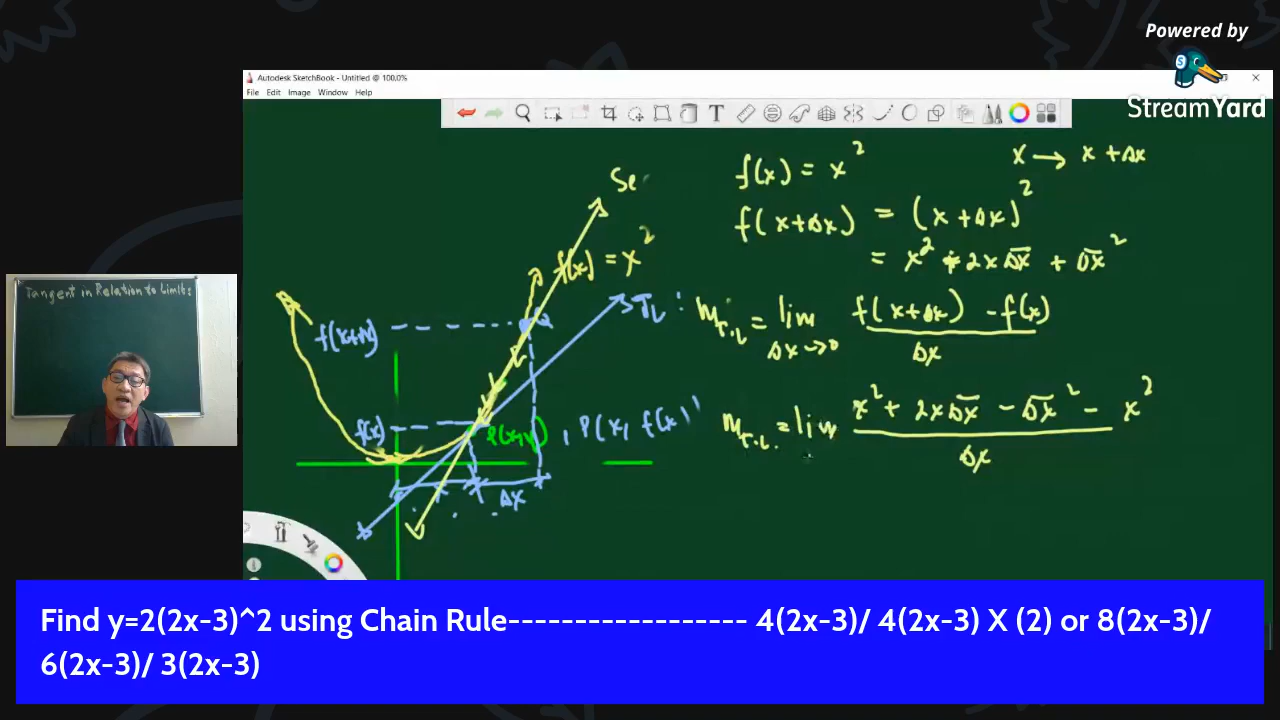 Powered by
StreamYard
Autodesk SketchBook - Untitled @ 100.0%
File Edit Image Window Help
T
Tangent in Relation to Limits
f(x) = x²
x → x + Δx
f(x+Δx) = (x+Δx)²
= x² + 2xΔx + Δx²
Se
f(x) = x²
T.L :
m T.L = lim Δx→0 f(x+Δx) - f(x) / Δx
f(x)
P(x,y) , P(x, f(x))
m T.L. = lim x² + 2xΔx - Δx² - x² / Δx
x Δx
Find y=2(2x-3)^2 using Chain Rule------------------ 4(2x-3)/ 4(2x-3) X (2) or 8(2x-3)/
6(2x-3)/ 3(2x-3)